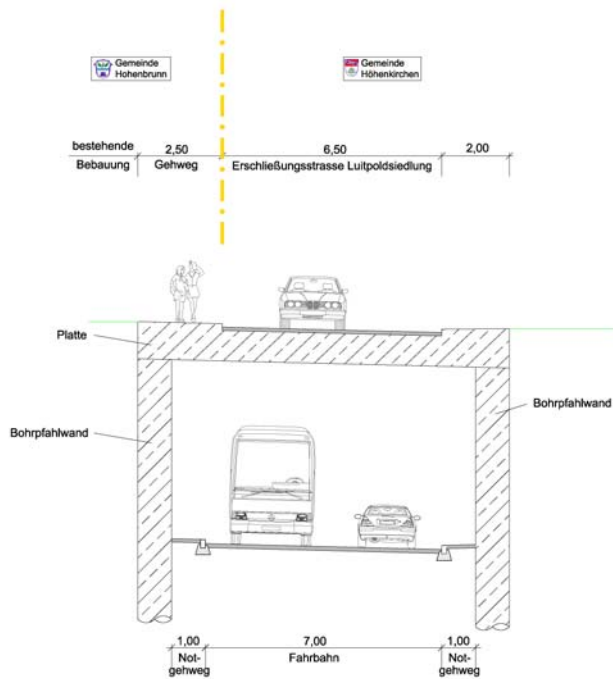 Gemeinde
Hohenbrunn
Gemeinde
Höhenkirchen
bestehende
Bebauung
2,50
Gehweg
6,50
Erschließungsstrasse Luitpoldsiedlung
2,00
Platte
Bohrpfahlwand
Bohrpfahlwand
1,00
Not-
gehweg
7,00
Fahrbahn
1,00
Not-
gehweg